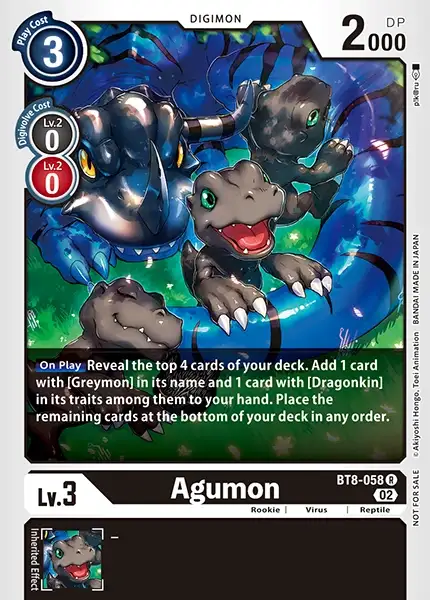 Play Cost
3
DIGIMON
DP
2000
Digivolve Cost
Lv.2
0
Lv.2
0
On Play Reveal the top 4 cards of your deck. Add 1 card
with [Greymon] in its name and 1 card with [Dragonkin]
in its traits among them to your hand. Place the
remaining cards at the bottom of your deck in any order.
Lv.3
Agumon
BT8-058 R
02
Rookie | Virus | Reptile
Inherited Effect
–
plk@ru
© Akiyoshi Hongo, Toei Animation BANDAI MADE IN JAPAN
NOT FOR SALE